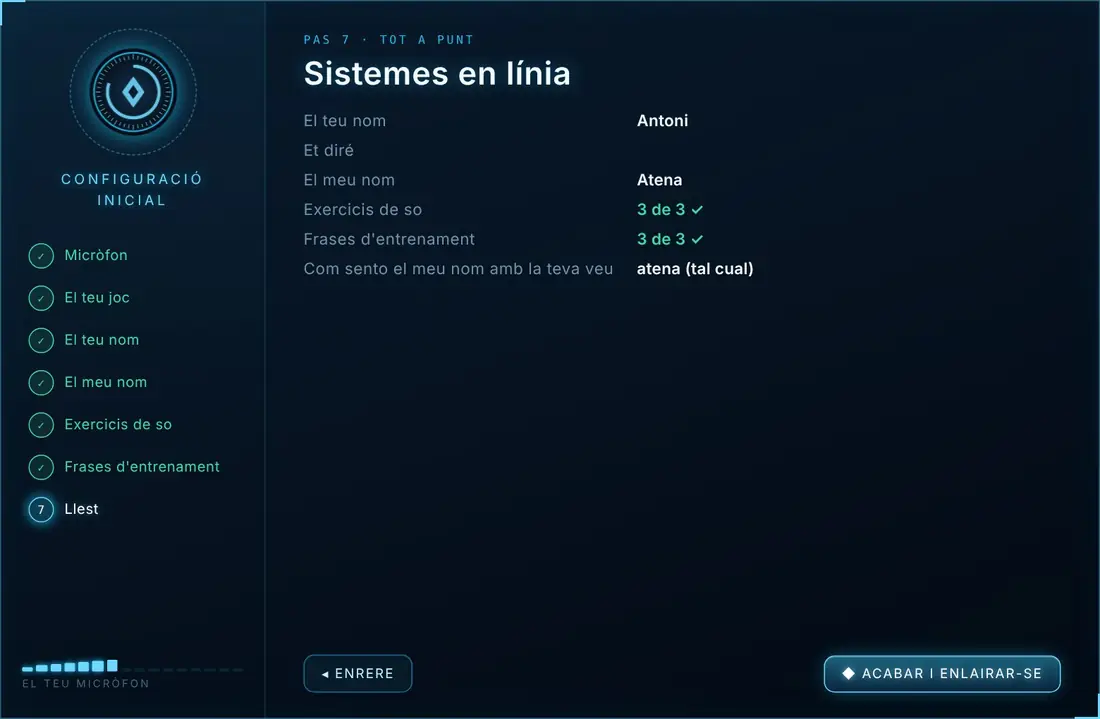 CONFIGURACIÓ
INICIAL
✓ Micròfon
✓ El teu joc
✓ El teu nom
✓ El meu nom
✓ Exercicis de so
✓ Frases d'entrenament
7 Llest
EL TEU MICRÒFON
PAS 7 · TOT A PUNT
Sistemes en línia
El teu nom Antoni
Et diré
El meu nom Atena
Exercicis de so 3 de 3 ✓
Frases d'entrenament 3 de 3 ✓
Com sento el meu nom amb la teva veu atena (tal cual)
◂ ENRERE
◆ ACABAR I ENLAIRAR-SE